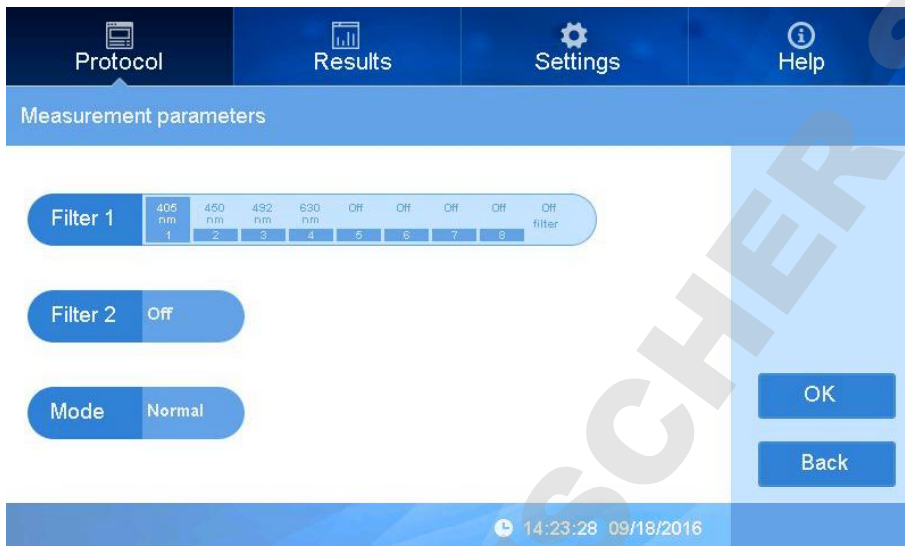 Protocol Results Settings Help
Measurement parameters
Filter 1
405 450 492 630 Off Off Off Off Off
nm nm nm nm filter
1 2 3 4 5 6 7 8
Filter 2 Off
Mode Normal
OK
Back
14:23:28 09/18/2016
SCHER